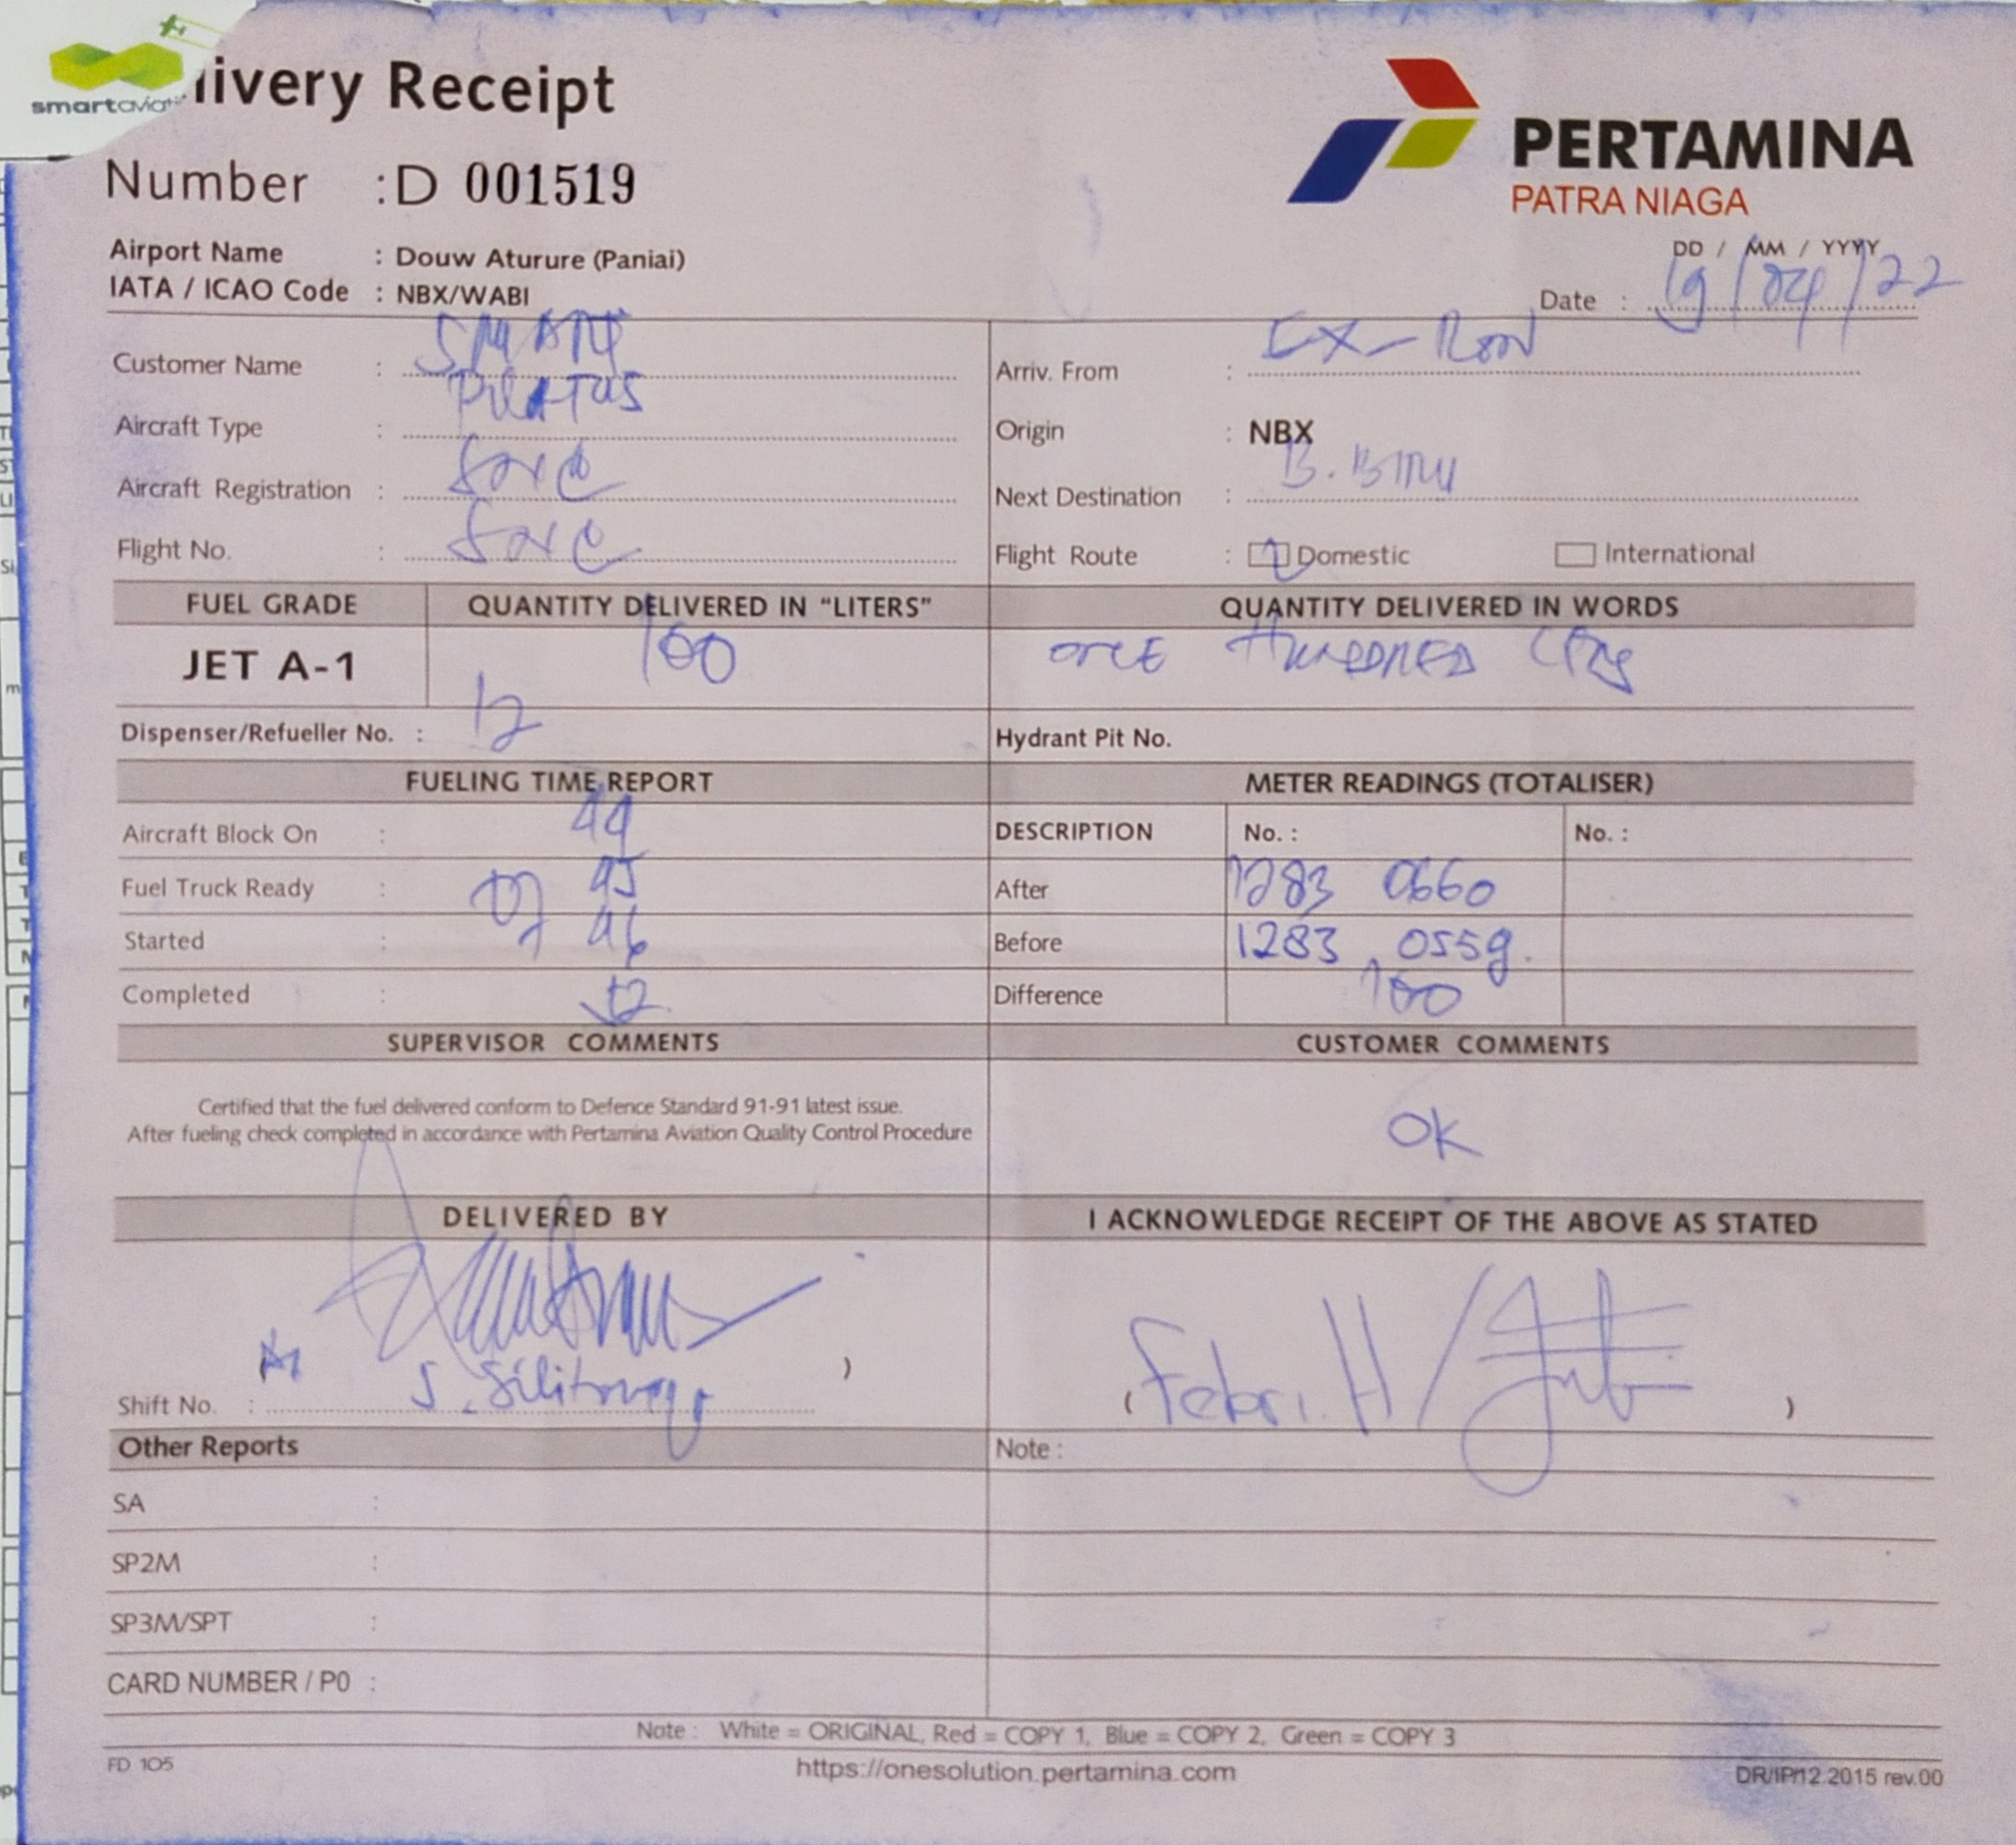 smartaviat
livery Receipt
PERTAMINA
PATRA NIAGA
Number : D 001519
Airport Name : Douw Aturure (Paniai)
IATA / ICAO Code : NBX/WABI
DD / MM / YYYY
Date : 19/04/22
Customer Name : SMART
Arriv. From : EX-
Aircraft Type : PILATUS
Origin : NBX
Aircraft Registration :
Next Destination :
Flight No. :
Flight Route : Domestic International
FUEL GRADE QUANTITY DELIVERED IN "LITERS" QUANTITY DELIVERED IN WORDS
JET A-1 100 ONE HUNDRED
Dispenser/Refueller No. : 12
Hydrant Pit No.
FUELING TIME REPORT METER READINGS (TOTALISER)
Aircraft Block On : 44
DESCRIPTION No. : No. :
Fuel Truck Ready : 07 45
After 1283 0660
Started : 46
Before 1283 0559.
Completed : 52
Difference 100
SUPERVISOR COMMENTS CUSTOMER COMMENTS
Certified that the fuel delivered conform to Defence Standard 91-91 latest issue.
After fueling check completed in accordance with Pertamina Aviation Quality Control Procedure
OK
DELIVERED BY I ACKNOWLEDGE RECEIPT OF THE ABOVE AS STATED
Shift No. : S. )
( Febri. H / )
Other Reports Note :
SA :
SP2M :
SP3M/SPT :
CARD NUMBER / P0 :
Note : White = ORIGINAL, Red = COPY 1, Blue = COPY 2, Green = COPY 3
FD 105 https://onesolution.pertamina.com DR/IP/12.2015 rev.00